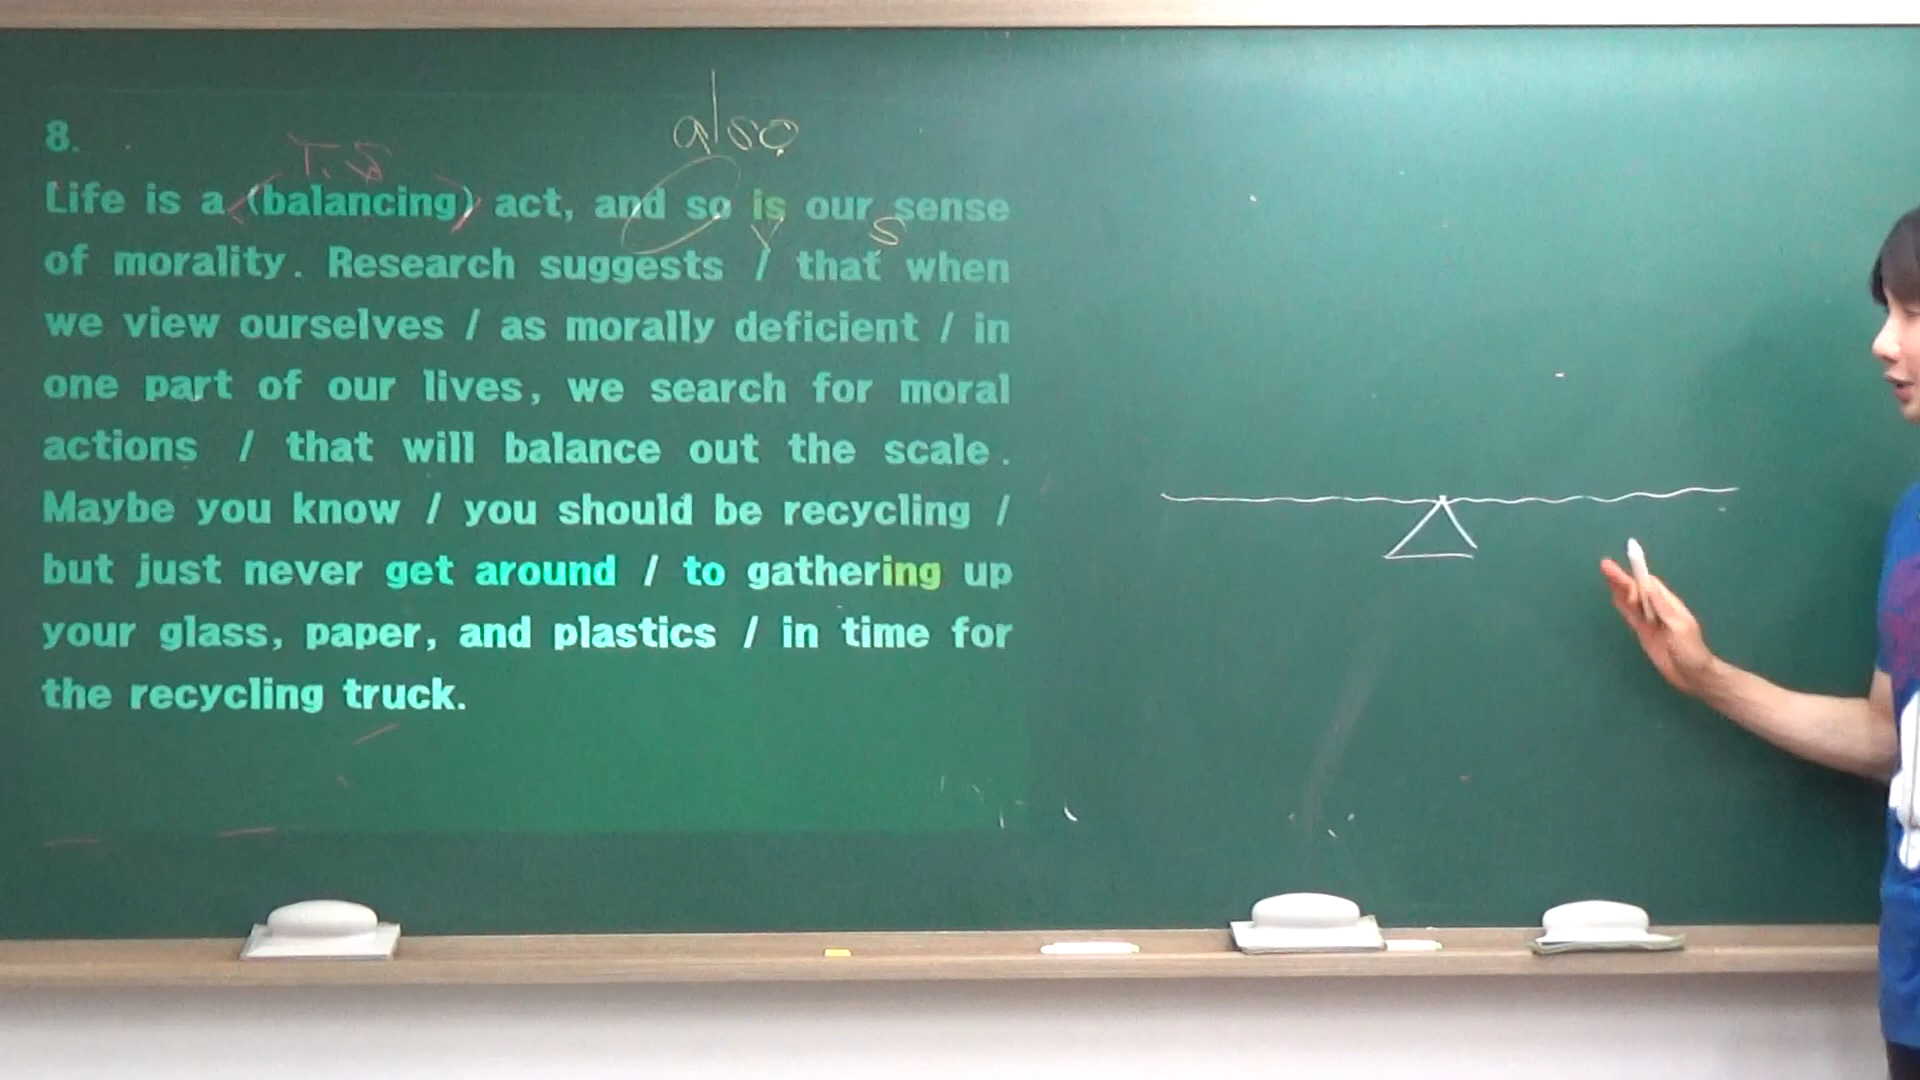 also
8.
T.S
Life is a (balancing) act, and so is our sense
V S
of morality. Research suggests / that when
we view ourselves / as morally deficient / in
one part of our lives, we search for moral
actions / that will balance out the scale.
Maybe you know / you should be recycling /
but just never get around / to gathering up
your glass, paper, and plastics / in time for
the recycling truck.